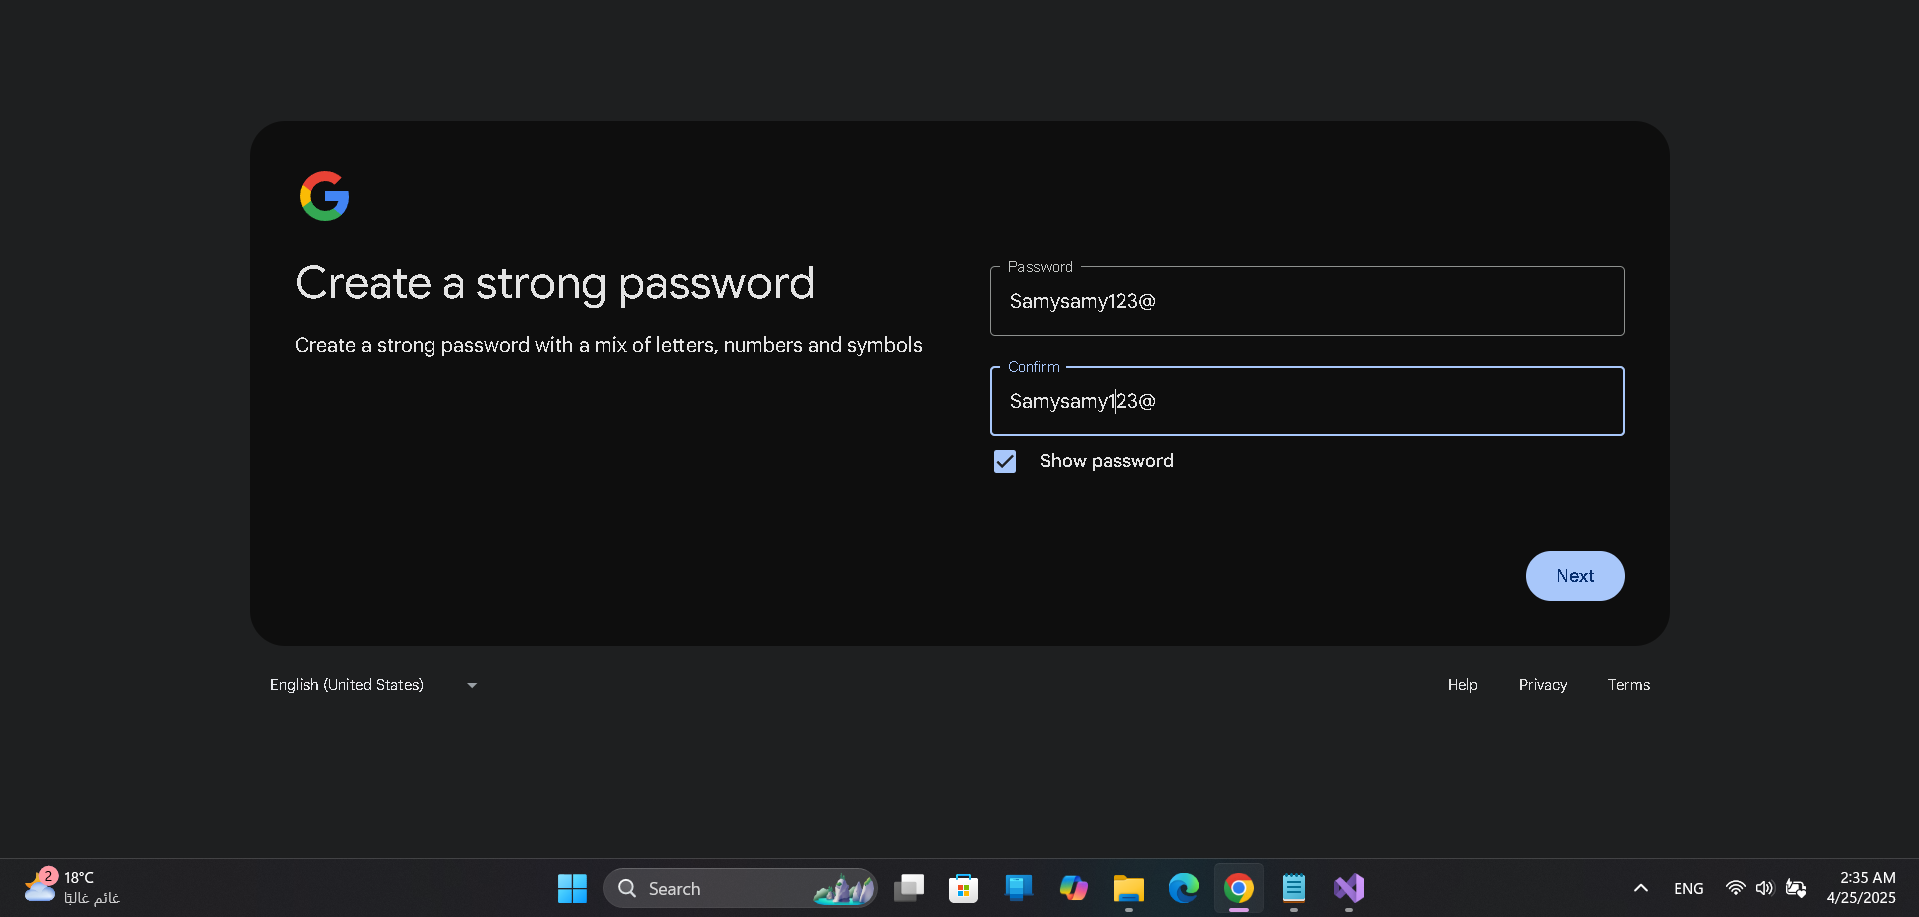 Create a strong password
Create a strong password with a mix of letters, numbers and symbols
Password
Samysamy123@
Confirm
Samysamy123@
Show password
Next
English (United States)
Help Privacy Terms
2
18°C
غائم غالبًا
Search
ENG
2:35 AM
4/25/2025